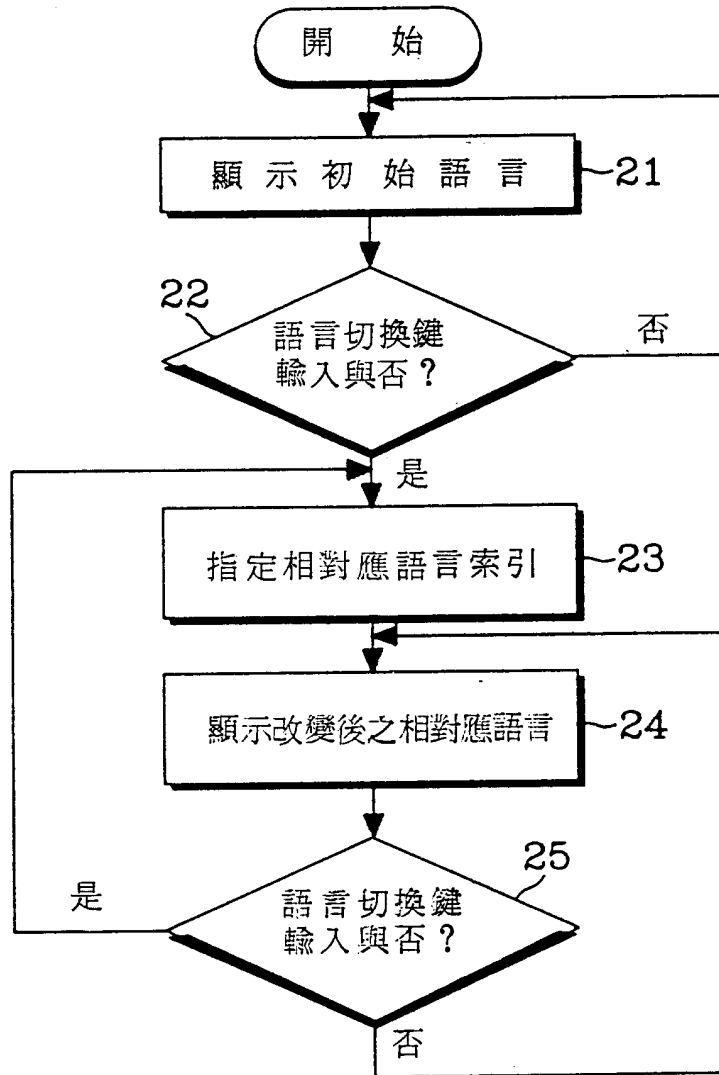 開 始
顯示初始語言
21
22
語言切換鍵
輸入與否?
否
是
指定相對應語言索引
23
顯示改變後之相對應語言
24
25
語言切換鍵
輸入與否?
是
否